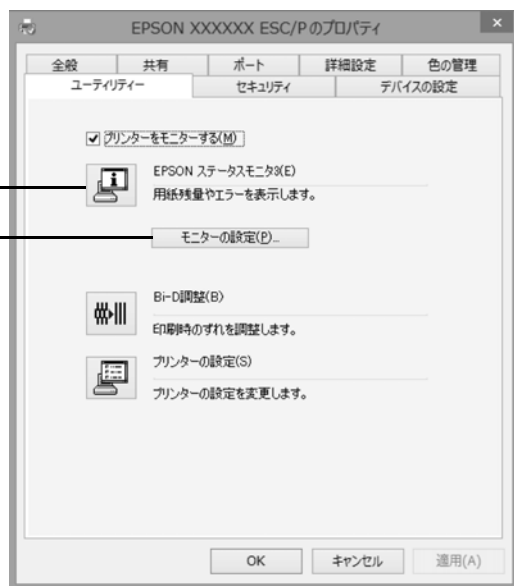 EPSON XXXXXX ESC/Pのプロパティ
全般 共有 ポート 詳細設定 色の管理
ユーティリティー セキュリティ デバイスの設定
プリンターをモニターする(M)
EPSON ステータスモニタ3(E)
用紙残量やエラーを表示します。
モニターの設定(P)...
Bi-D調整(B)
印刷時のずれを調整します。
プリンターの設定(S)
プリンターの設定を変更します。
OK キャンセル 適用(A)